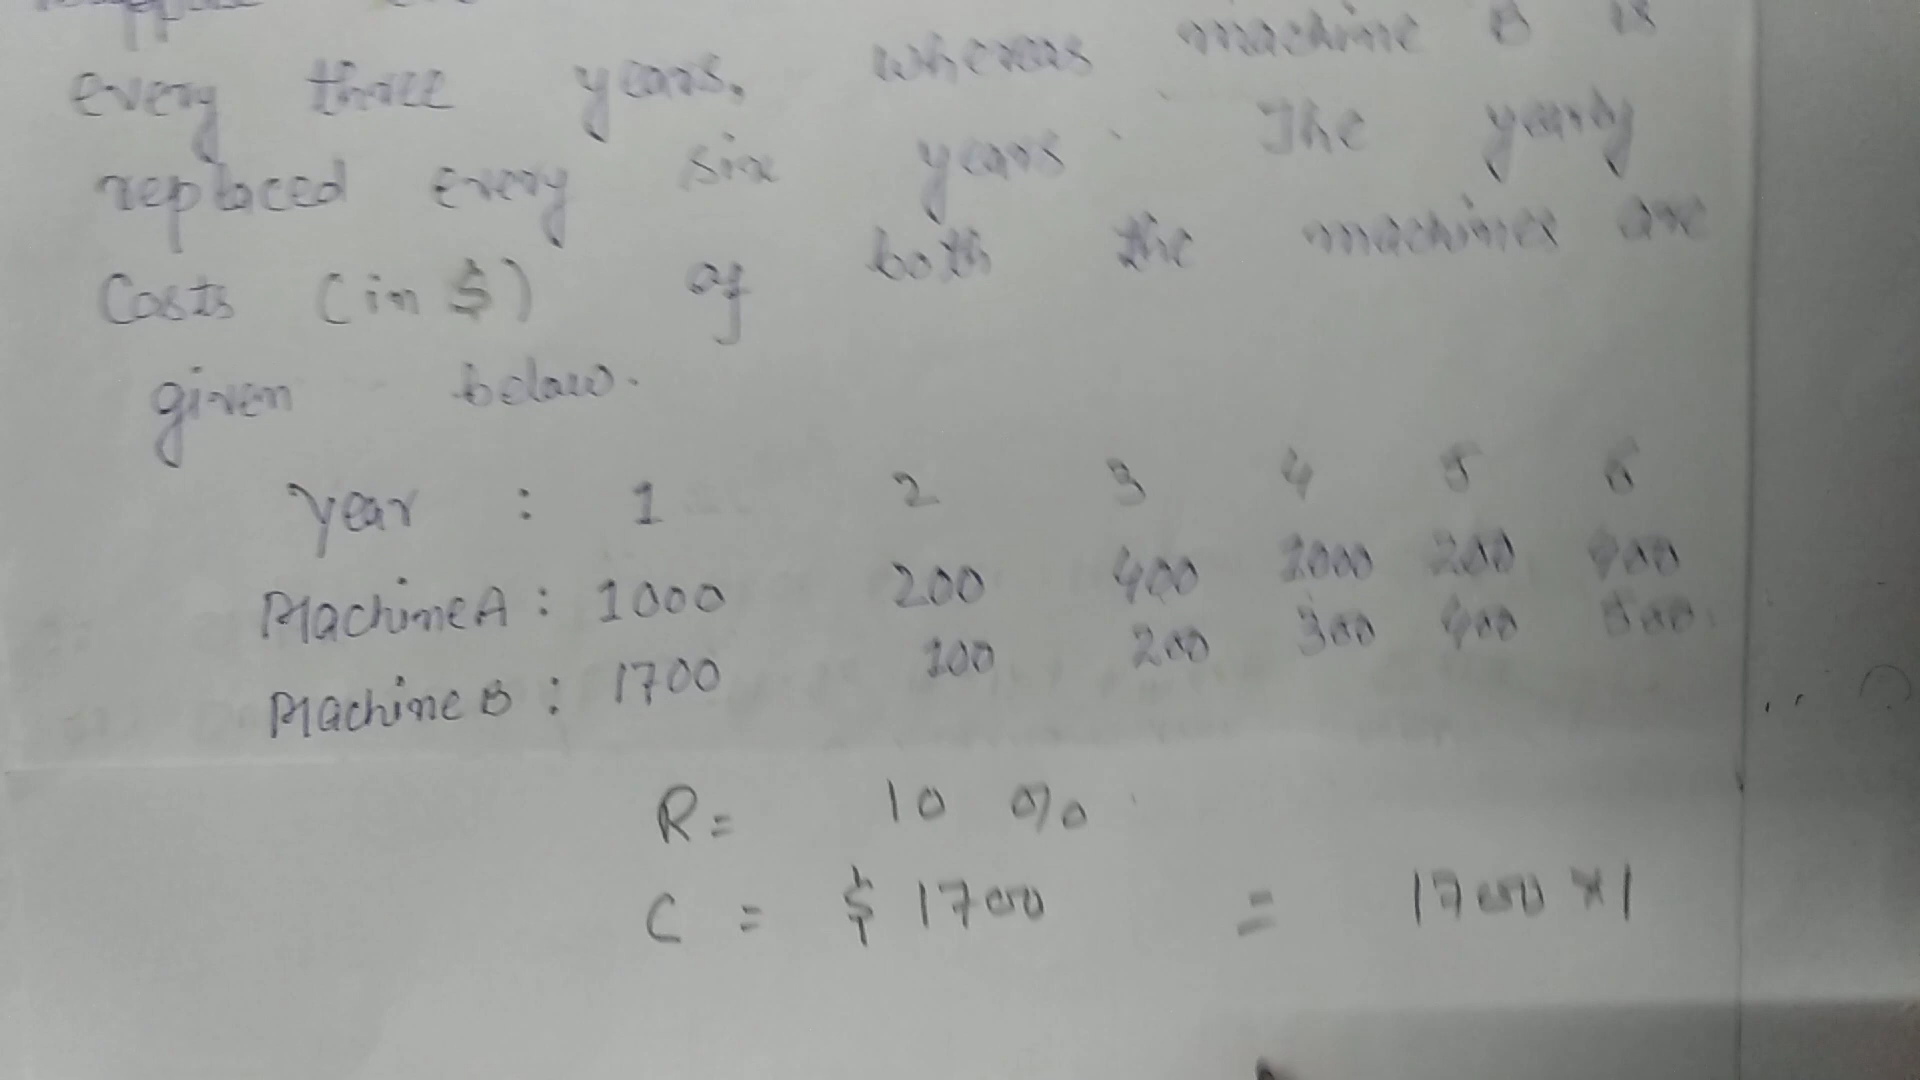 every three years, whereas machine B is
replaced every six years. The yearly
Costs (in $) of both the machines are
given below.
Year : 1 2 3 4 5 6
Machine A : 1000 200 400 1000 200 400
Machine B : 1700 100 200 300 400 500.
R = 10 %
C = $ 1700 = 1700 × 1